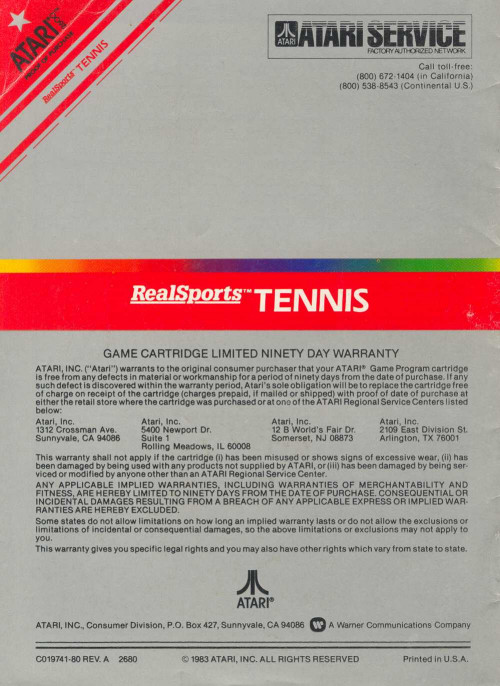 ATARI®
PROOF OF PURCHASE
RealSports™ TENNIS
ATARI
ATARI SERVICE
FACTORY AUTHORIZED NETWORK
Call toll-free:
(800) 672-1404 (in California)
(800) 538-8543 (Continental U.S.)
RealSports™ TENNIS
GAME CARTRIDGE LIMITED NINETY DAY WARRANTY
ATARI, INC. ("Atari") warrants to the original consumer purchaser that your ATARI® Game Program cartridge
is free from any defects in material or workmanship for a period of ninety days from the date of purchase. If any
such defect is discovered within the warranty period, Atari's sole obligation will be to replace the cartridge free
of charge on receipt of the cartridge (charges prepaid, if mailed or shipped) with proof of date of purchase at
either the retail store where the cartridge was purchased or at one of the ATARI Regional Service Centers listed
below:
Atari, Inc. Atari, Inc. Atari, Inc. Atari, Inc.
1312 Crossman Ave. 5400 Newport Dr. 12 B World's Fair Dr. 2109 East Division St.
Sunnyvale, CA 94086 Suite 1 Somerset, NJ 08873 Arlington, TX 76001
Rolling Meadows, IL 60008
This warranty shall not apply if the cartridge (i) has been misused or shows signs of excessive wear, (ii) has
been damaged by being used with any products not supplied by ATARI, or (iii) has been damaged by being ser-
viced or modified by anyone other than an ATARI Regional Service Center.
ANY APPLICABLE IMPLIED WARRANTIES, INCLUDING WARRANTIES OF MERCHANTABILITY AND
FITNESS, ARE HEREBY LIMITED TO NINETY DAYS FROM THE DATE OF PURCHASE. CONSEQUENTIAL OR
INCIDENTAL DAMAGES RESULTING FROM A BREACH OF ANY APPLICABLE EXPRESS OR IMPLIED WAR-
RANTIES ARE HEREBY EXCLUDED.
Some states do not allow limitations on how long an implied warranty lasts or do not allow the exclusions or
limitations of incidental or consequential damages, so the above limitations or exclusions may not apply to
you.
This warranty gives you specific legal rights and you may also have other rights which vary from state to state.
ATARI®
ATARI, INC., Consumer Division, P.O. Box 427, Sunnyvale, CA 94086 A Warner Communications Company
C019741-80 REV. A 2680 © 1983 ATARI, INC. ALL RIGHTS RESERVED Printed in U.S.A.